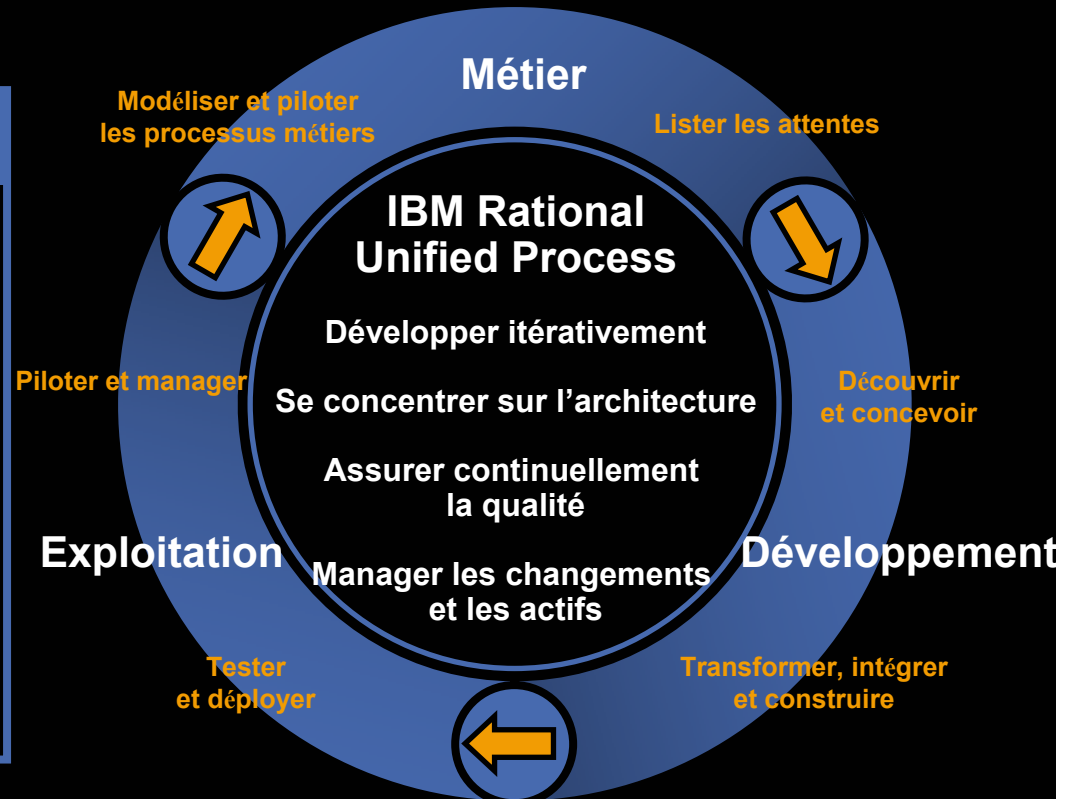 Métier
Modéliser et piloter
les processus métiers
Lister les attentes
IBM Rational
Unified Process
Développer itérativement
Piloter et manager
Se concentrer sur l’architecture
Découvrir
et concevoir
Assurer continuellement
la qualité
Exploitation
Développement
Manager les changements
et les actifs
Tester
et déployer
Transformer, intégrer
et construire